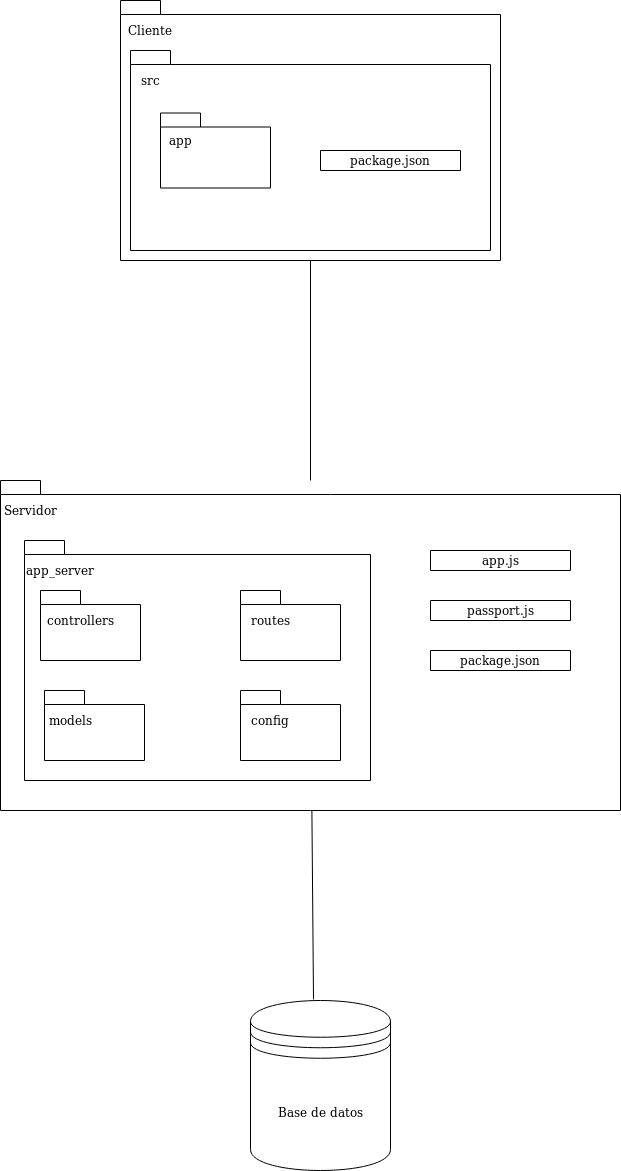 Cliente
src
app
package.json
Servidor
app_server
app.js
controllers
routes
passport.js
package.json
models
config
Base de datos